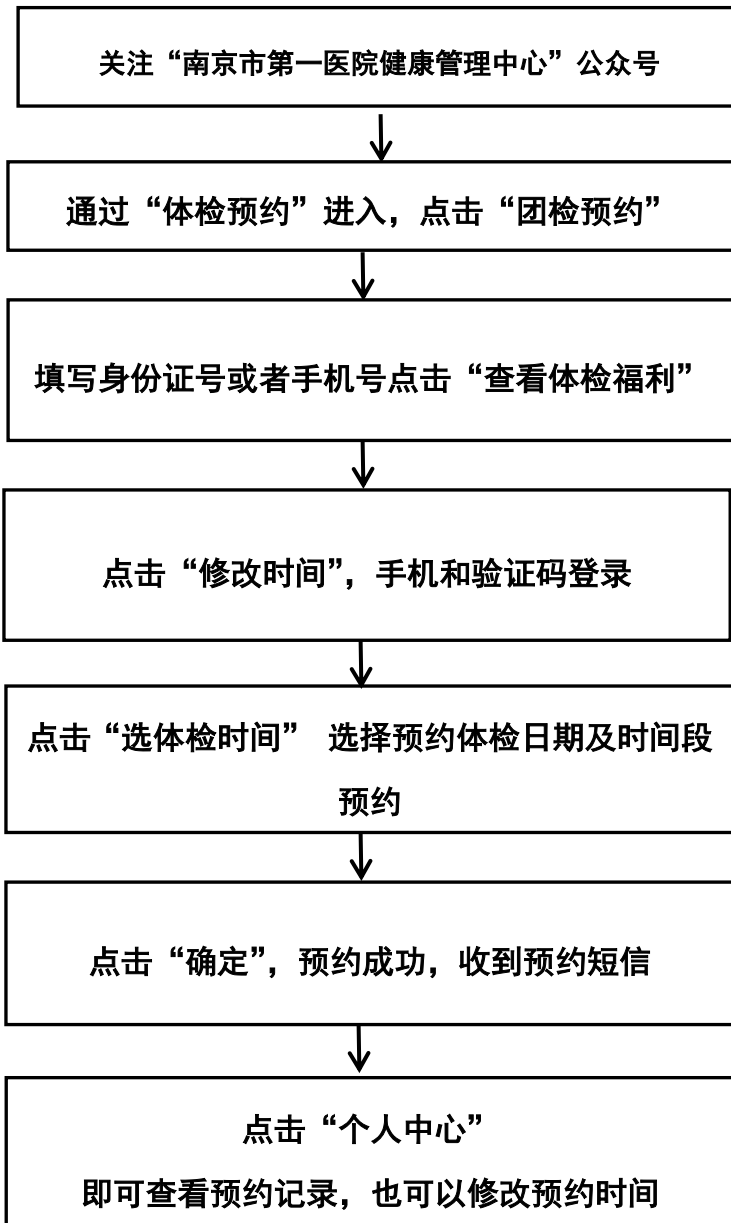 关注“南京市第一医院健康管理中心”公众号
通过“体检预约”进入，点击“团检预约”
填写身份证号或者手机号点击“查看体检福利”
点击“修改时间”，手机和验证码登录
点击“选体检时间” 选择预约体检日期及时间段
预约
点击“确定”，预约成功，收到预约短信
点击“个人中心”
即可查看预约记录，也可以修改预约时间